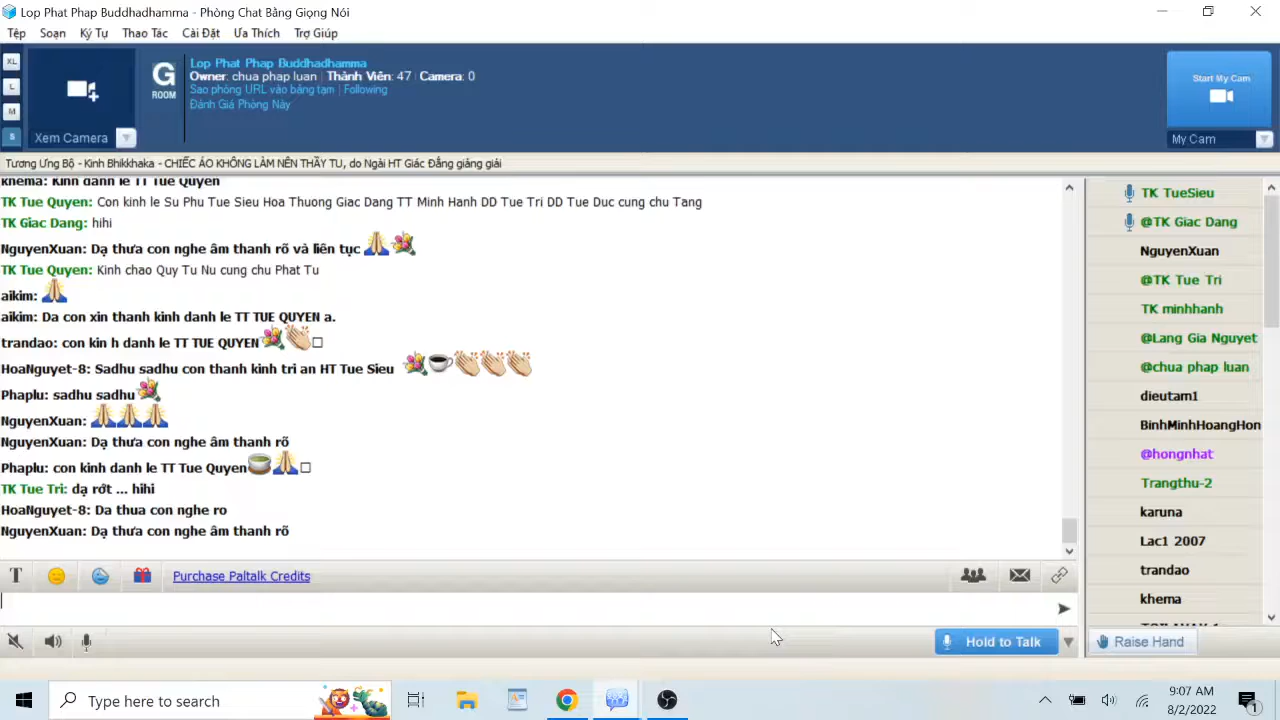 Lop Phat Phap Buddhadhamma - Phòng Chat Bằng Giọng Nói
Tệp Soạn Ký Tự Thao Tác Cài Đặt Ưa Thích Trợ Giúp
XL
L
M
S
Xem Camera
G
ROOM
Lop Phat Phap Buddhadhamma
Owner: chua phap luan Thành Viên: 47 Camera: 0
Sao phòng URL vào bảng tạm Following
Đánh Giá Phòng Này
Start My Cam
My Cam
Tương Ưng Bộ - Kinh Bhikkhaka - CHIẾC ÁO KHÔNG LÀM NÊN THẦY TU, do Ngài HT Giác Đẳng giảng giải
khema: Kinh danh le TT Tue Quyen
TK Tue Quyen: Con kinh le Su Phu Tue Sieu Hoa Thuong Giac Dang TT Minh Hanh DD Tue Tri DD Tue Duc cung chu Tang
TK Giac Dang: hihi
NguyenXuan: Dạ thưa con nghe âm thanh rõ và liên tục 🙏💐
TK Tue Quyen: Kinh chao Quy Tu Nu cung chu Phat Tu
aikim: 🙏
aikim: Da con xin thanh kinh danh le TT TUE QUYEN a.
trandao: con kin h danh le TT TUE QUYEN💐👏□
HoaNguyet-8: Sadhu sadhu con thanh kinh tri an HT Tue Sieu 💐☕👏👏👏
Phaplu: sadhu sadhu💐
NguyenXuan: 🙏🙏🙏
NguyenXuan: Dạ thưa con nghe âm thanh rõ
Phaplu: con kinh danh le TT Tue Quyen🍵🙏□
TK Tue Tri: dạ rớt ... hihi
HoaNguyet-8: Da thua con nghe ro
NguyenXuan: Dạ thưa con nghe âm thanh rõ
TK TueSieu
@TK Giac Dang
NguyenXuan
@TK Tue Tri
TK minhhanh
@Lang Gia Nguyet
@chua phap luan
dieutam1
BinhMinhHoangHon
@hongnhat
Trangthu-2
karuna
Lac1 2007
trandao
khema
T Purchase Paltalk Credits
Hold to Talk
Raise Hand
Type here to search
9:07 AM
8/2/2022
1